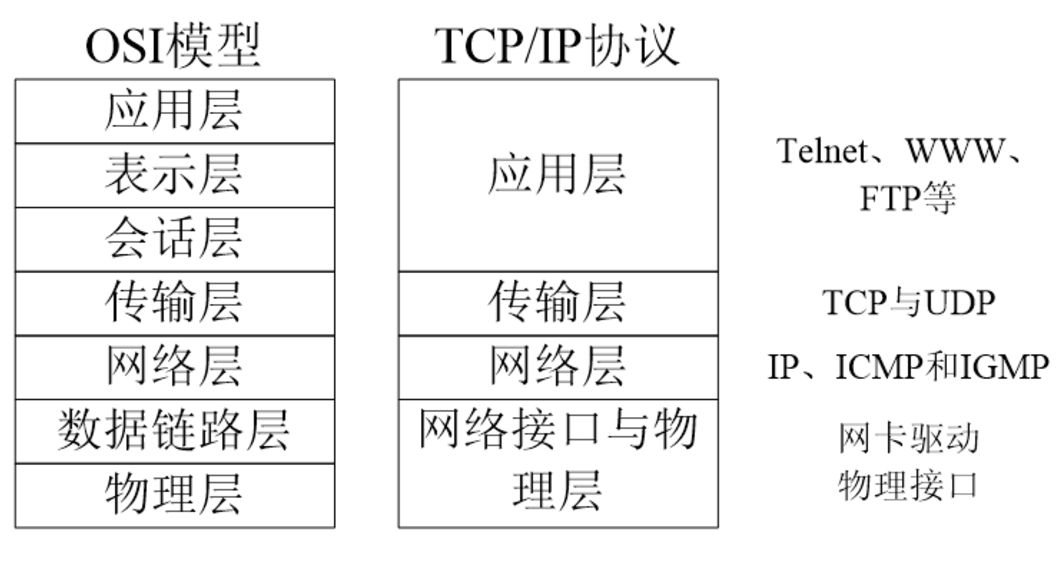 OSI模型
TCP/IP协议
应用层
表示层
会话层
传输层
网络层
数据链路层
物理层
应用层
传输层
网络层
网络接口与物
理层
Telnet、WWW、
FTP等
TCP与UDP
IP、ICMP和IGMP
网卡驱动
物理接口